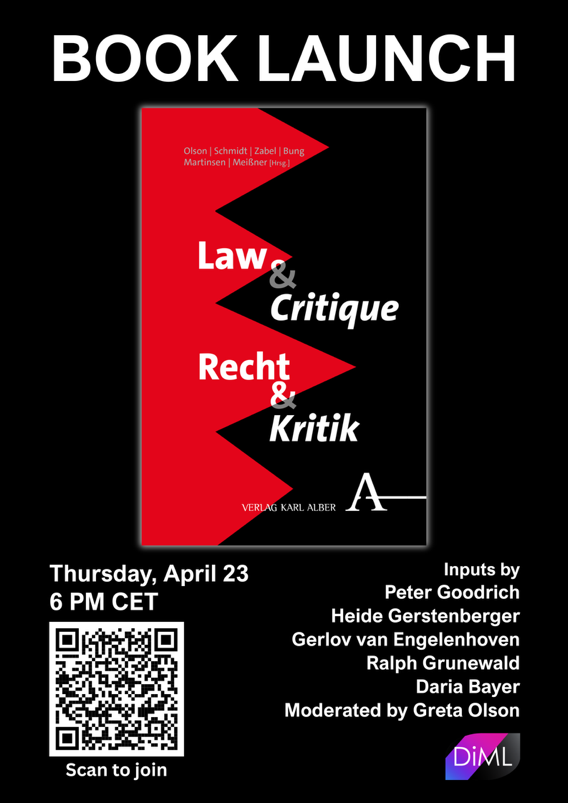 BOOK LAUNCH
Olson | Schmidt | Zabel | Bung
Martinsen | Meißner [Hrsg.]
Law
&
Critique
Recht
&
Kritik
VERLAG KARL ALBER A
Thursday, April 23
6 PM CET
Scan to join
Inputs by
Peter Goodrich
Heide Gerstenberger
Gerlov van Engelenhoven
Ralph Grunewald
Daria Bayer
Moderated by Greta Olson
DiML